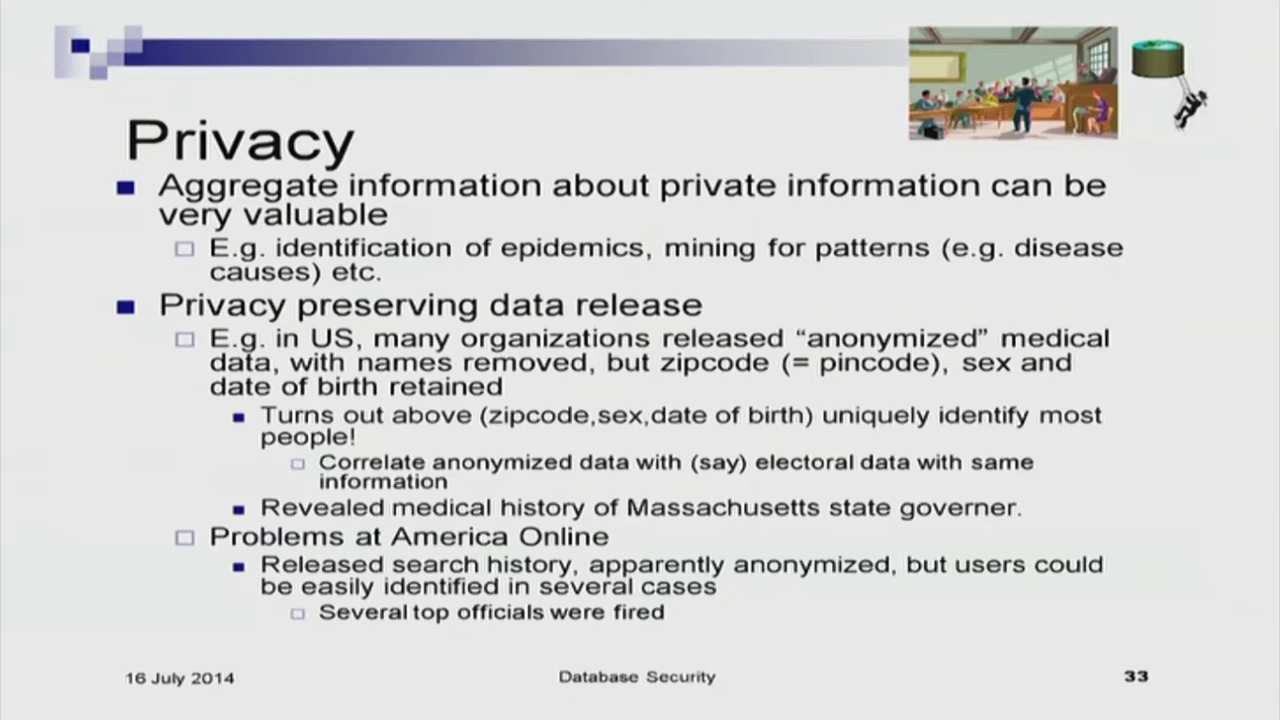 Privacy
Aggregate information about private information can be
very valuable
E.g. identification of epidemics, mining for patterns (e.g. disease
causes) etc.
Privacy preserving data release
E.g. in US, many organizations released “anonymized” medical
data, with names removed, but zipcode (= pincode), sex and
date of birth retained
Turns out above (zipcode,sex,date of birth) uniquely identify most
people!
Correlate anonymized data with (say) electoral data with same
information
Revealed medical history of Massachusetts state governer.
Problems at America Online
Released search history, apparently anonymized, but users could
be easily identified in several cases
Several top officials were fired
16 July 2014
Database Security
33